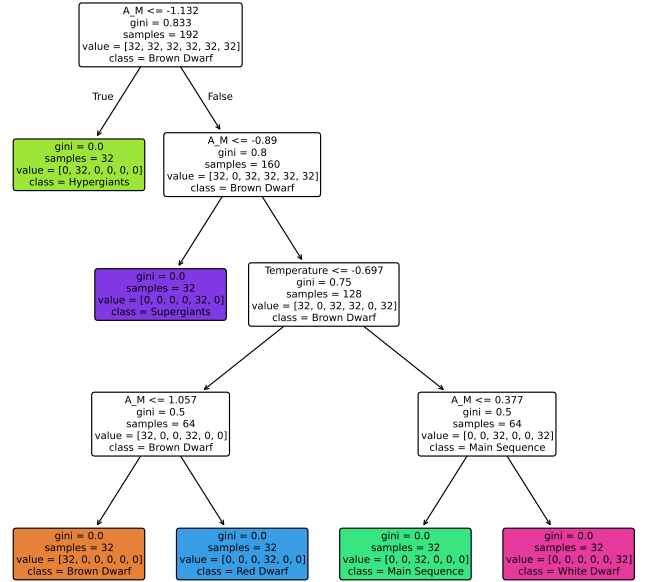 A_M <= -1.132
gini = 0.833
samples = 192
value = [32, 32, 32, 32, 32, 32]
class = Brown Dwarf
True
False
gini = 0.0
samples = 32
value = [0, 32, 0, 0, 0, 0]
class = Hypergiants
A_M <= -0.89
gini = 0.8
samples = 160
value = [32, 0, 32, 32, 32, 32]
class = Brown Dwarf
gini = 0.0
samples = 32
value = [0, 0, 0, 0, 32, 0]
class = Supergiants
Temperature <= -0.697
gini = 0.75
samples = 128
value = [32, 0, 32, 32, 0, 32]
class = Brown Dwarf
A_M <= 1.057
gini = 0.5
samples = 64
value = [32, 0, 0, 32, 0, 0]
class = Brown Dwarf
A_M <= 0.377
gini = 0.5
samples = 64
value = [0, 0, 32, 0, 0, 32]
class = Main Sequence
gini = 0.0
samples = 32
value = [32, 0, 0, 0, 0, 0]
class = Brown Dwarf
gini = 0.0
samples = 32
value = [0, 0, 0, 32, 0, 0]
class = Red Dwarf
gini = 0.0
samples = 32
value = [0, 0, 32, 0, 0, 0]
class = Main Sequence
gini = 0.0
samples = 32
value = [0, 0, 0, 0, 0, 32]
class = White Dwarf